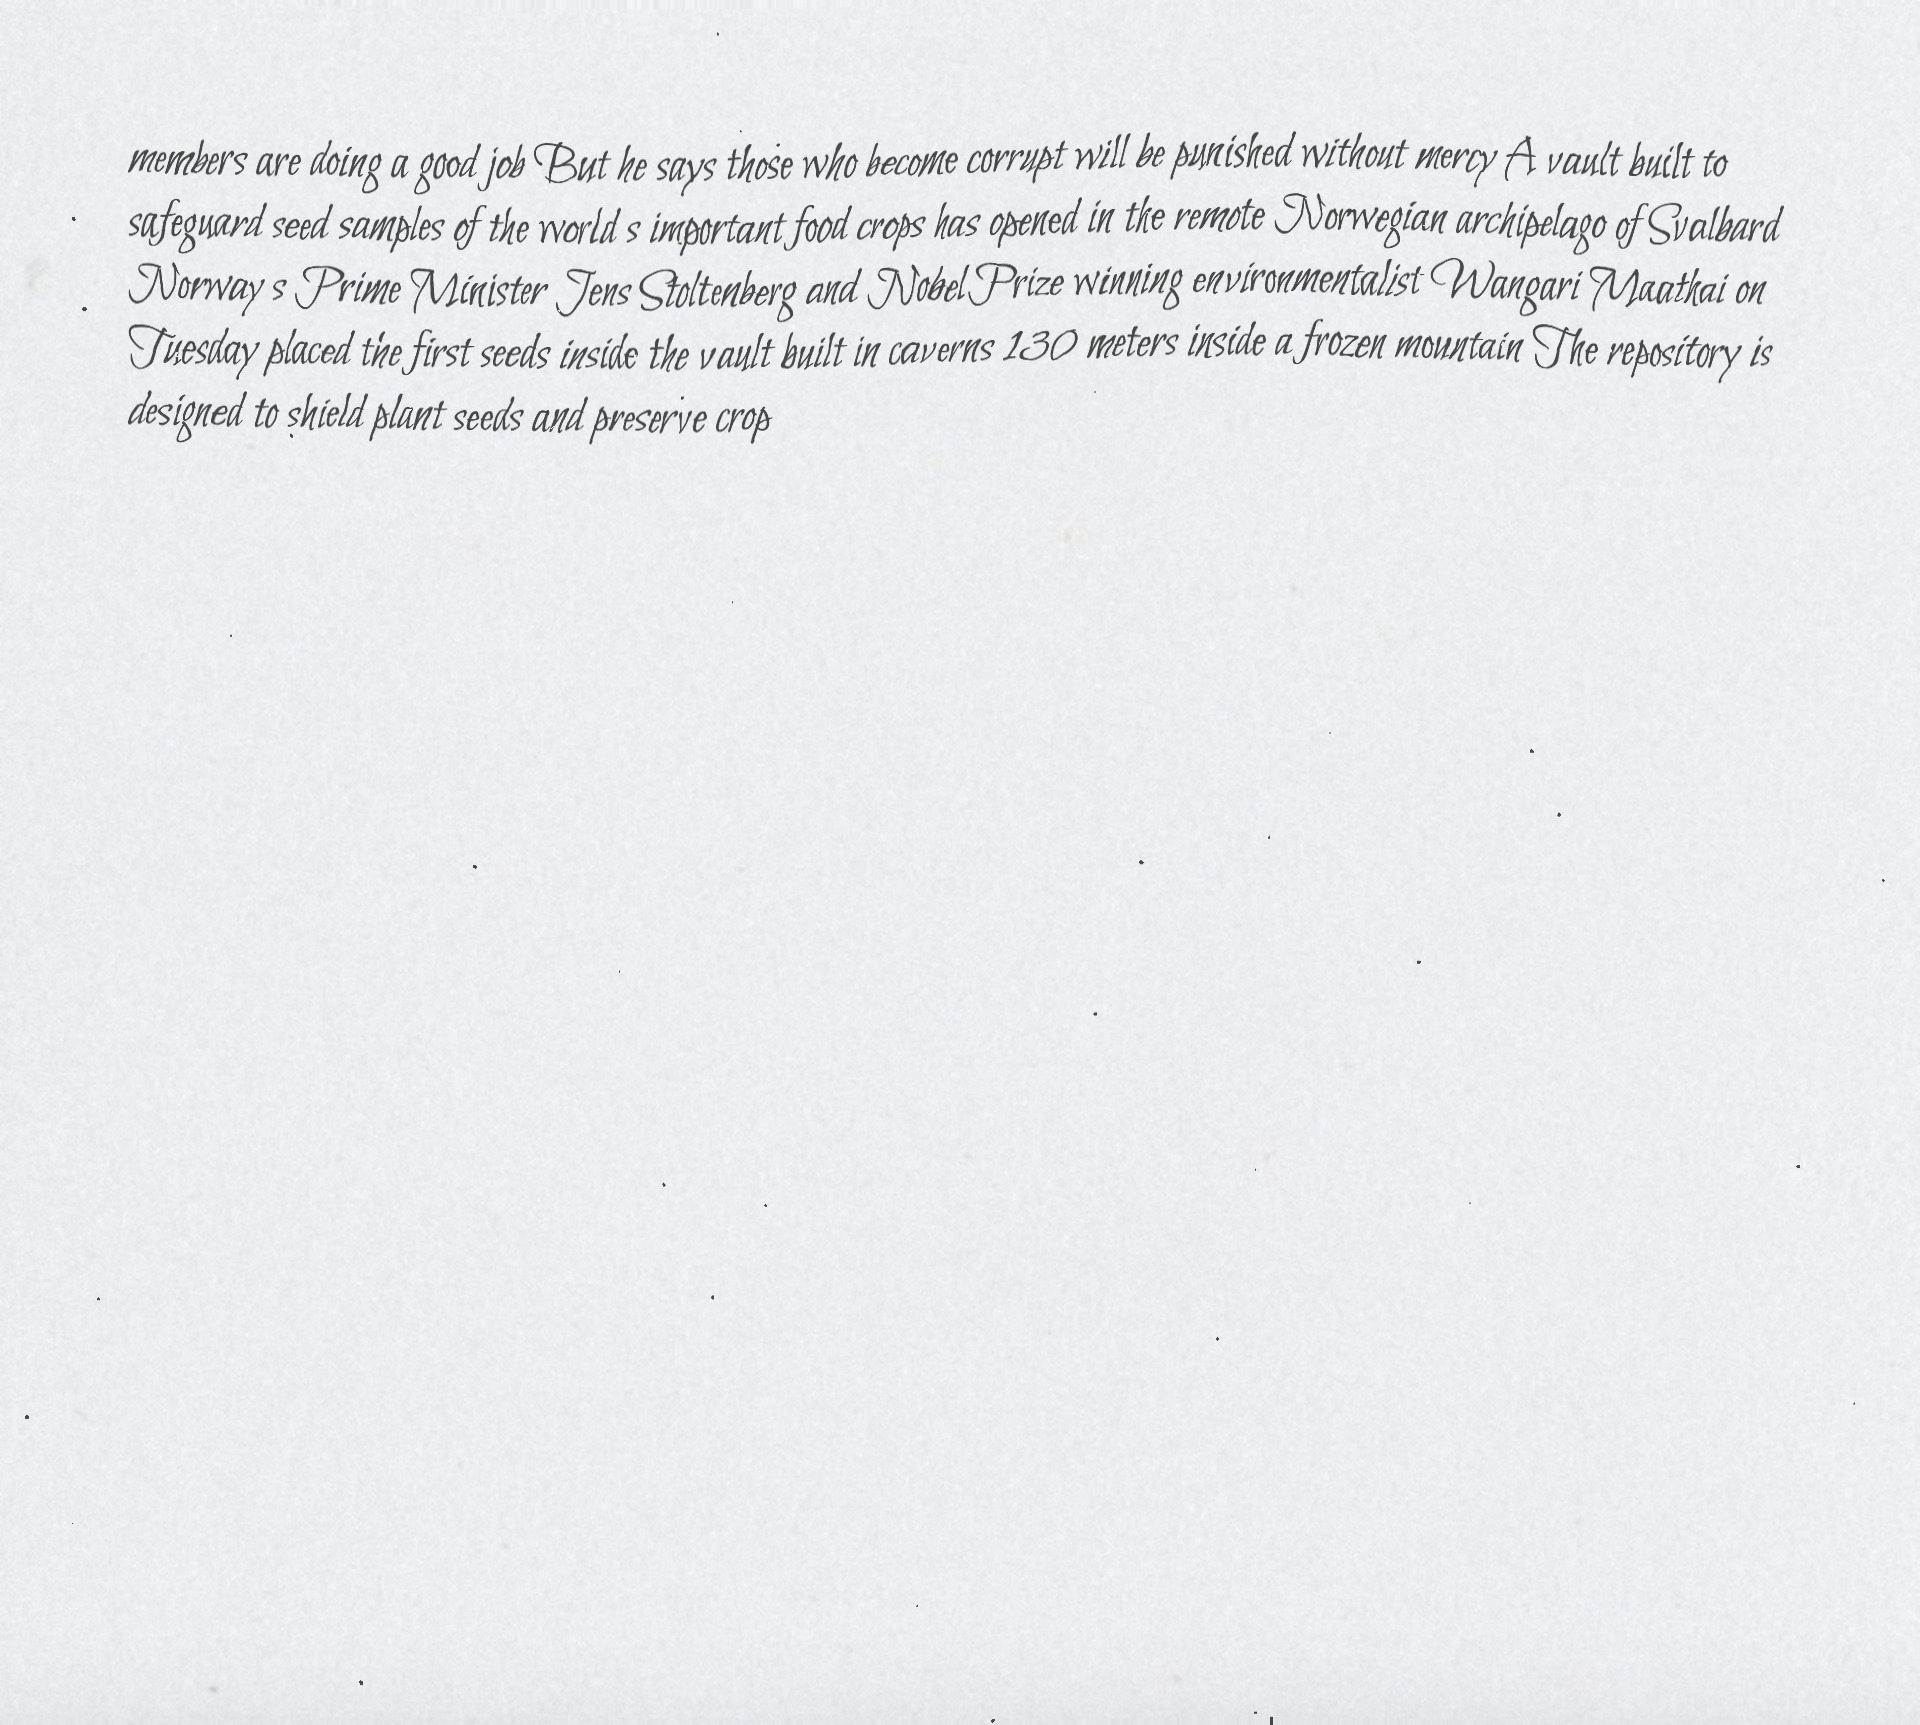 members are doing a good job But he says those who become corrupt will be punished without mercy A vault built to
safeguard seed samples of the world s important food crops has opened in the remote Norwegian archipelago of Svalbard
Norway s Prime Minister Jens Stoltenberg and Nobel Prize winning environmentalist Wangari Maathai on
Tuesday placed the first seeds inside the vault built in caverns 130 meters inside a frozen mountain The repository is
designed to shield plant seeds and preserve crop